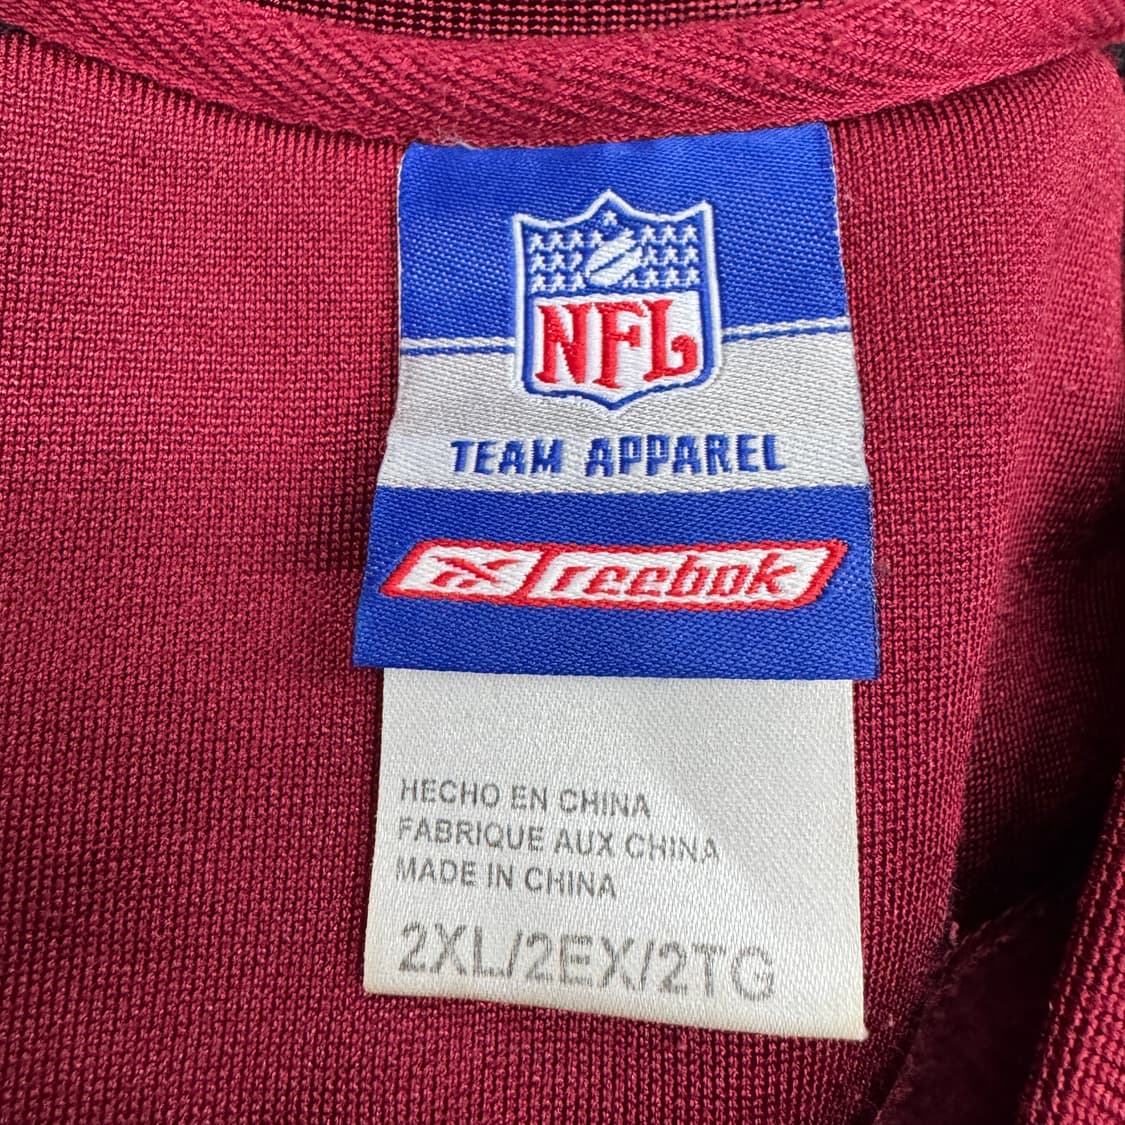 NFL
TEAM APPAREL
reebok
HECHO EN CHINA
FABRIQUE AUX CHINA
MADE IN CHINA
2XL/2EX/2TG